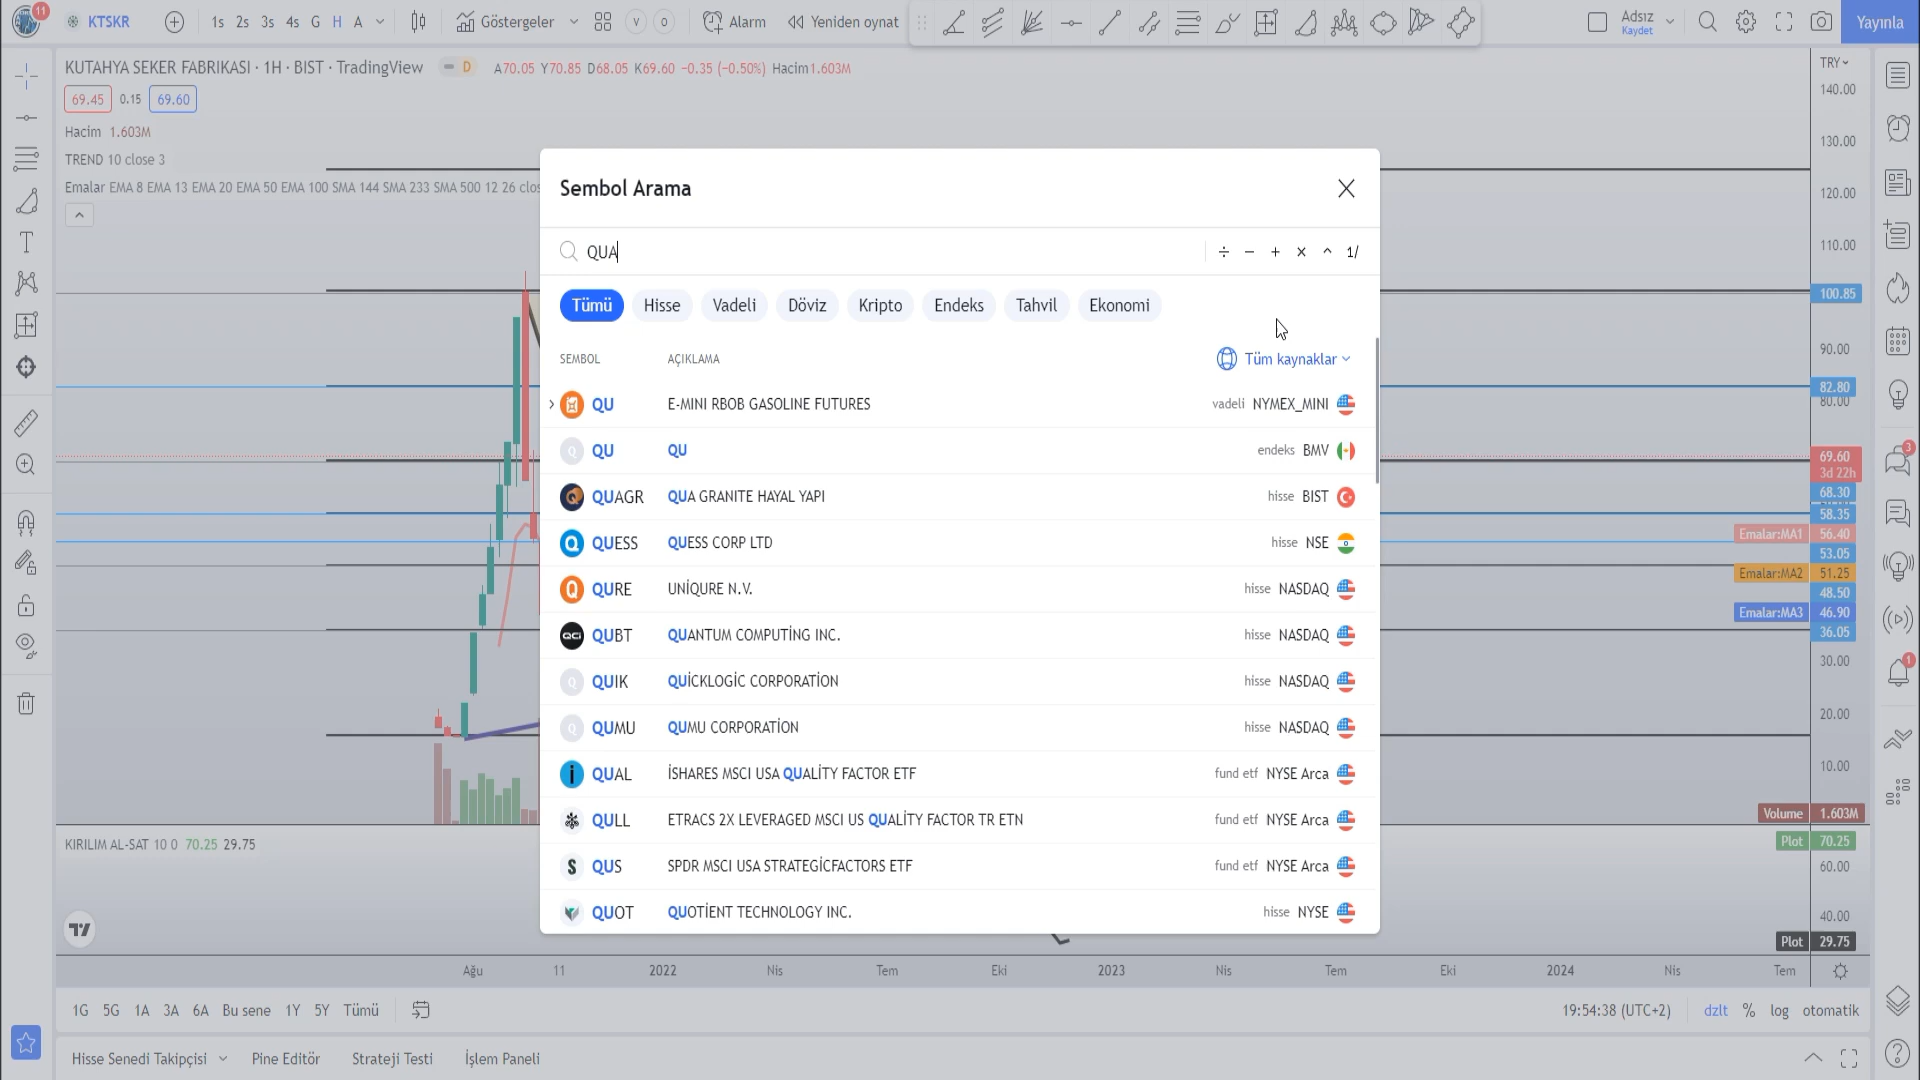 11
KTSKR
1s 2s 3s 4s G H A
Göstergeler
V
O
Alarm
Yeniden oynat
Adsız
Kaydet
Yayınla
KUTAHYA SEKER FABRIKASI · 1H · BIST · TradingView
D
A70.05 Y70.85 D68.05 K69.60 −0.35 (−0.50%) Hacim1.603M
69.45 0.15 69.60
Hacim 1.603M
TREND 10 close 3
Emalar EMA 8 EMA 13 EMA 20 EMA 50 EMA 100 SMA 144 SMA 233 SMA 500 12 26 clos
Sembol Arama
QUA
÷ − + × ^ 1/
Tümü Hisse Vadeli Döviz Kripto Endeks Tahvil Ekonomi
SEMBOL AÇIKLAMA Tüm kaynaklar
QU E-MINI RBOB GASOLINE FUTURES vadeli NYMEX_MINI
Q QU QU endeks BMV
QUAGR QUA GRANITE HAYAL YAPI hisse BIST
Q QUESS QUESS CORP LTD hisse NSE
Q QURE UNİQURE N.V. hisse NASDAQ
QCi QUBT QUANTUM COMPUTİNG INC. hisse NASDAQ
Q QUIK QUİCKLOGİC CORPORATİON hisse NASDAQ
Q QUMU QUMU CORPORATİON hisse NASDAQ
i QUAL İSHARES MSCI USA QUALİTY FACTOR ETF fund etf NYSE Arca
QULL ETRACS 2X LEVERAGED MSCI US QUALİTY FACTOR TR ETN fund etf NYSE Arca
S QUS SPDR MSCI USA STRATEGİCFACTORS ETF fund etf NYSE Arca
QUOT QUOTİENT TECHNOLOGY INC. hisse NYSE
TRY
140.00
130.00
120.00
110.00
100.85
90.00
82.80
80.00
69.60
3d 22h
68.30
58.35
Emalar:MA1 56.40
53.05
Emalar:MA2 51.25
48.50
Emalar:MA3 46.90
36.05
30.00
20.00
10.00
Volume 1.603M
Plot 70.25
60.00
40.00
Plot 29.75
3
1
KIRILIM AL-SAT 10 0 70.25 29.75
Ağu 11 2022 Nis Tem Eki 2023 Nis Tem Eki 2024 Nis Tem
1G 5G 1A 3A 6A Bu sene 1Y 5Y Tümü
19:54:38 (UTC+2) dzlt % log otomatik
Hisse Senedi Takipçisi Pine Editör Strateji Testi İşlem Paneli